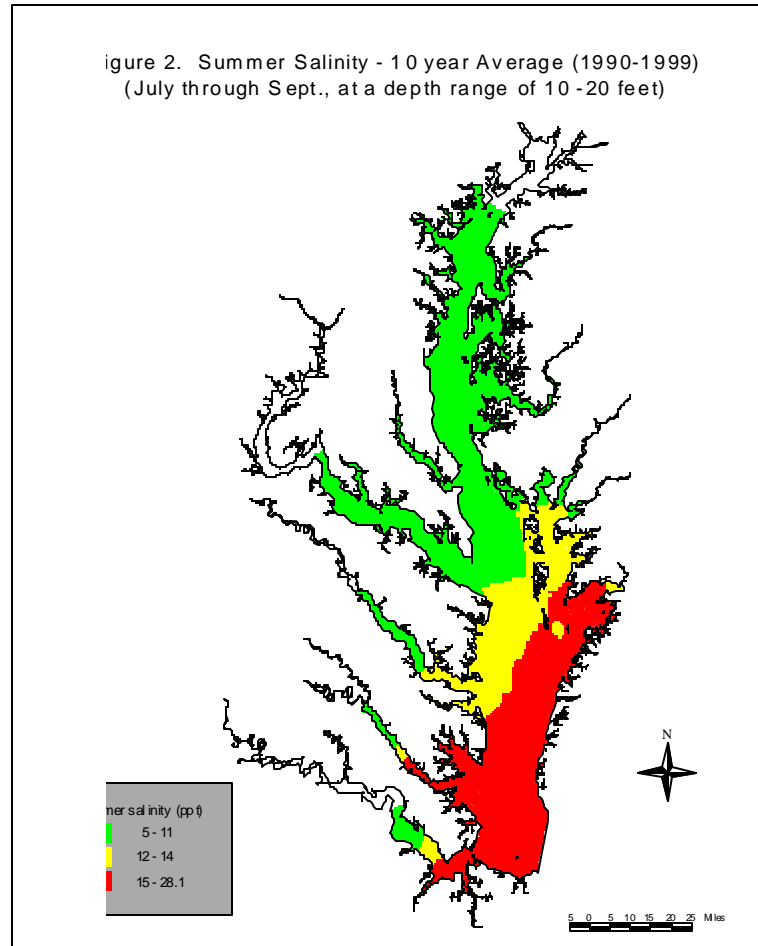 igure 2. Summer Salinity - 10 year Average (1990-1999)
(July through Sept., at a depth range of 10 -20 feet)
N
mer salinity (ppt)
5 - 11
12 - 14
15 - 28.1
5 0 5 10 15 20 25 Miles